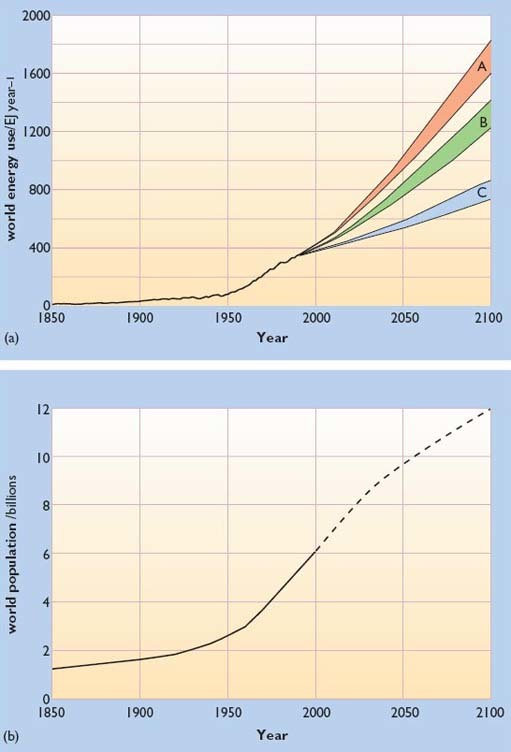 2000
1600
1200
800
400
0
world energy use/EJ year–1
A
B
C
1850 1900 1950 2000 2050 2100
(a)
Year
12
10
8
6
4
2
0
world population /billions
1850 1900 1950 2000 2050 2100
(b)
Year